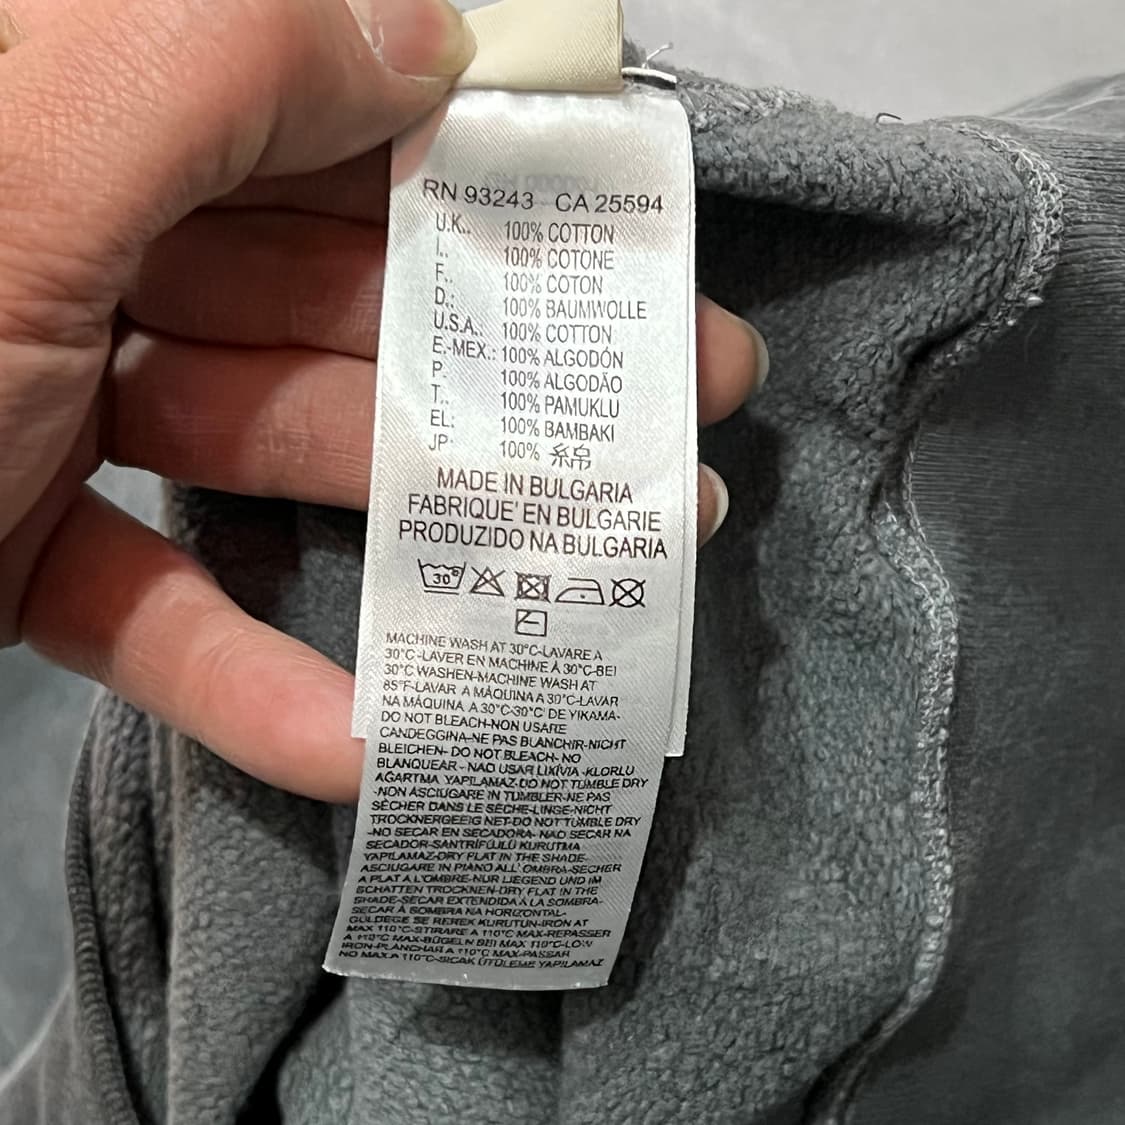 RN 93243 CA 25594
U.K.. 100% COTTON
I.. 100% COTONE
F.. 100% COTON
D.: 100% BAUMWOLLE
U.S.A.. 100% COTTON
E.-MEX.: 100% ALGODÓN
P. 100% ALGODÃO
T.. 100% PAMUKLU
EL: 100% BAMBAKI
JP: 100% 綿
MADE IN BULGARIA
FABRIQUE' EN BULGARIE
PRODUZIDO NA BULGARIA
30°
MACHINE WASH AT 30°C-LAVARE A
30°C-LAVER EN MACHINE À 30°C-BEI
30°C WASHEN-MACHINE WASH AT
85°F-LAVAR A MÁQUINA A 30°C-LAVAR
NA MÁQUINA A 30°C-30°C' DE YIKAMA-
DO NOT BLEACH-NON USARE
CANDEGGINA-NE PAS BLANCHIR-NICHT
BLEICHEN- DO NOT BLEACH- NO
BLANQUEAR - NAO USAR LIXÍVIA -KLORLU
AĞARTMA YAPILAMAZ-DO NOT TUMBLE DRY
-NON ASCIUGARE IN TUMBLER-NE PAS
SÉCHER DANS LE SÈCHE-LINGE-NICHT
TROCKNERGEEIG NET-DO NOT TUMBLE DRY
-NO SECAR EN SECADORA- NAO SECAR NA
SECADOR-SANTRİFÜJLÜ KURUTMA
YAPILAMAZ-DRY FLAT IN THE SHADE-
ASCIUGARE IN PIANO ALL' OMBRA-SECHER
A PLAT A L'OMBRE-NUR LIEGEND UND IM
SCHATTEN TROCKNEN-DRY FLAT IN THE
SHADE-SECAR EXTENDIDA A LA SOMBRA-
SECAR À SOMBRA NA HORIZONTAL-
GÖLGEDE SE REREK KURUTUN-IRON AT
MAX 110°C-STIRARE A 110°C MAX-REPASSER
A 110°C MAX-BÜGELN BEI MAX 110°C-LOW
IRON-PLANCHAR A 110°C MAX-PASSAR
NO MAX A 110°C-SICAK ÜTÜLEME YAPILAMAZ